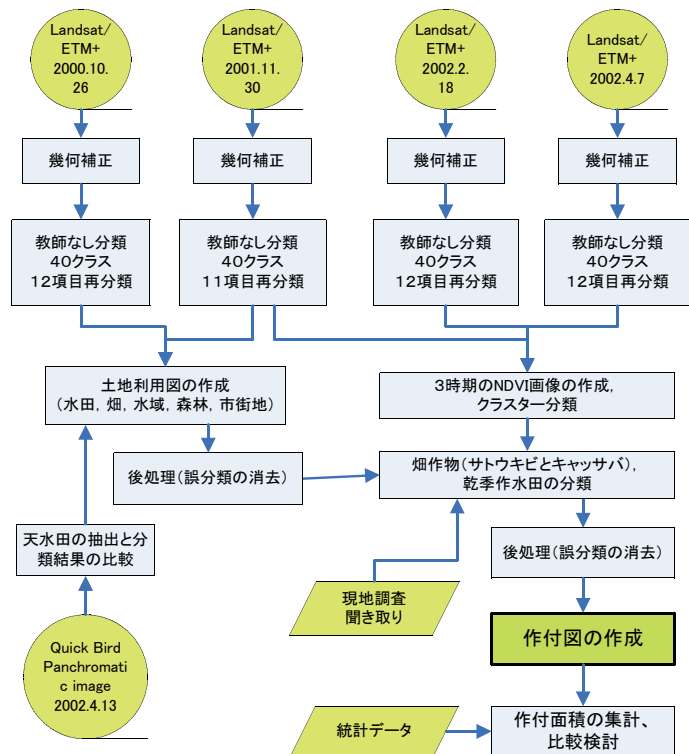 Landsat/
ETM+
2000.10.
26
Landsat/
ETM+
2001.11.
30
Landsat/
ETM+
2002.2.
18
Landsat/
ETM+
2002.4.7
幾何補正
幾何補正
幾何補正
幾何補正
教師なし分類
40クラス
12項目再分類
教師なし分類
40クラス
11項目再分類
教師なし分類
40クラス
12項目再分類
教師なし分類
40クラス
12項目再分類
土地利用図の作成
(水田, 畑, 水域, 森林, 市街地)
3時期のNDVI画像の作成,
クラスター分類
後処理(誤分類の消去)
畑作物(サトウキビとキャッサバ),
乾季作水田の分類
天水田の抽出と分
類結果の比較
後処理(誤分類の消去)
現地調査
聞き取り
Quick Bird
Panchromati
c image
2002.4.13
作付図の作成
統計データ
作付面積の集計、
比較検討